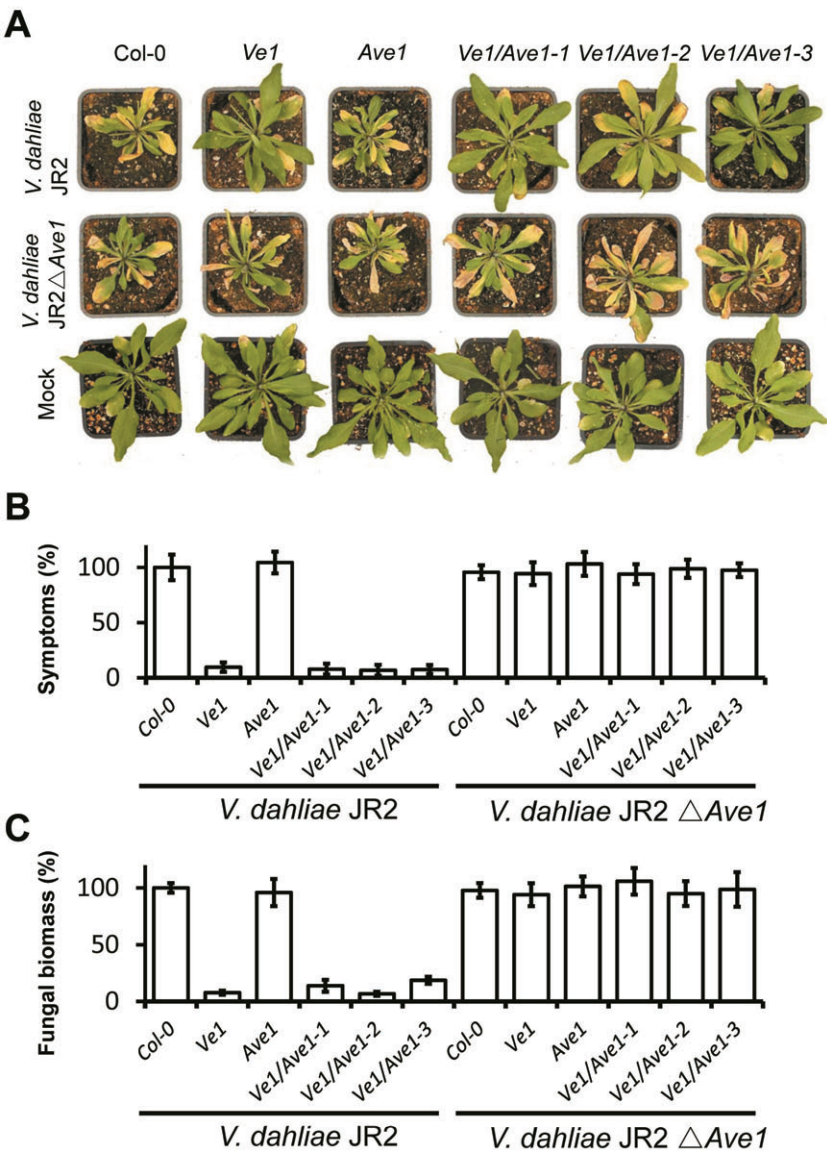 A
Col-0 Ve1 Ave1 Ve1/Ave1-1 Ve1/Ave1-2 Ve1/Ave1-3
V. dahliae
JR2
V. dahliae
JR2△Ave1
Mock
B
Symptoms (%)
100
50
0
Col-0 Ve1 Ave1 Ve1/Ave1-1 Ve1/Ave1-2 Ve1/Ave1-3 Col-0 Ve1 Ave1 Ve1/Ave1-1 Ve1/Ave1-2 Ve1/Ave1-3
V. dahliae JR2 V. dahliae JR2 △Ave1
C
Fungal biomass (%)
100
50
0
Col-0 Ve1 Ave1 Ve1/Ave1-1 Ve1/Ave1-2 Ve1/Ave1-3 Col-0 Ve1 Ave1 Ve1/Ave1-1 Ve1/Ave1-2 Ve1/Ave1-3
V. dahliae JR2 V. dahliae JR2 △Ave1